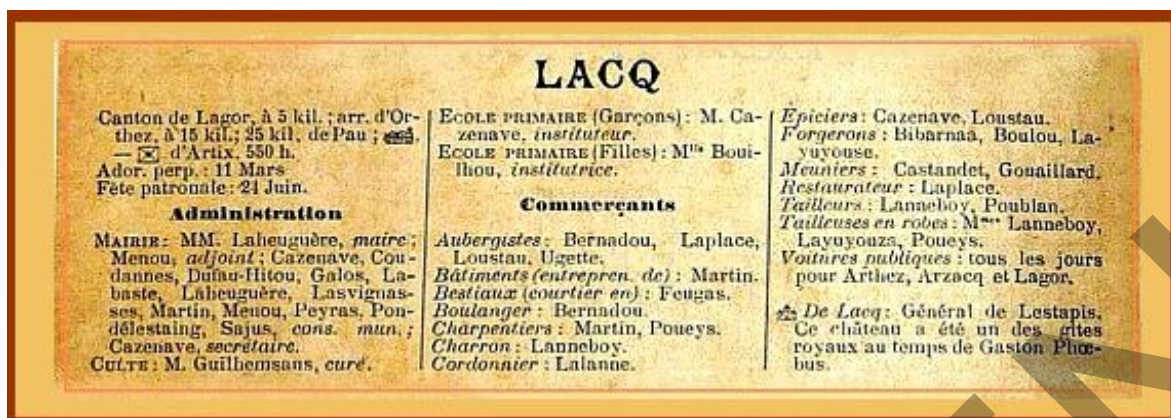 LACQ
Canton de Lagor, à 5 kil.; arr. d'Or-
thez, à 15 kil.; 25 kil. de Pau;
— d'Artix. 550 h.
Ador. perp.: 11 Mars
Fête patronale: 24 Juin.
Administration
MAIRIE: MM. Laheuguère, maire;
Menou, adjoint; Cazenave, Cou-
dannes, Dufau-Hitou, Galos, La-
baste, Laheuguère, Lasvignas-
ses, Martin, Menou, Peyras, Pon-
délestaing, Sajus, cons. mun.;
Cazenave, secrétaire.
CULTE: M. Guilhemsans, curé.
ECOLE PRIMAIRE (Garçons): M. Ca-
zenave, instituteur.
ECOLE PRIMAIRE (Filles): Mlle Boui-
lhou, institutrice.
Commerçants
Aubergistes: Bernadou, Laplace,
Loustau, Ugette.
Bâtiments (entrepren. de): Martin.
Bestiaux (courtier en): Feugas.
Boulanger: Bernadou.
Charpentiers: Martin, Poueys.
Charron: Lanneboy.
Cordonnier: Lalanne.
Épiciers: Cazenave, Loustau.
Forgerons: Bibarnaa, Boulou, La-
yuyouse.
Meuniers: Castandet, Gouaillard.
Restaurateur: Laplace.
Tailleurs: Lanneboy, Poublan.
Tailleuses en robes: Mmes Lanneboy,
Layuyouza, Poueys.
Voitures publiques: tous les jours
pour Arthez, Arzacq et Lagor.
De Lacq: Général de Lestapis.
Ce château a été un des gîtes
royaux au temps de Gaston Phœ-
bus.